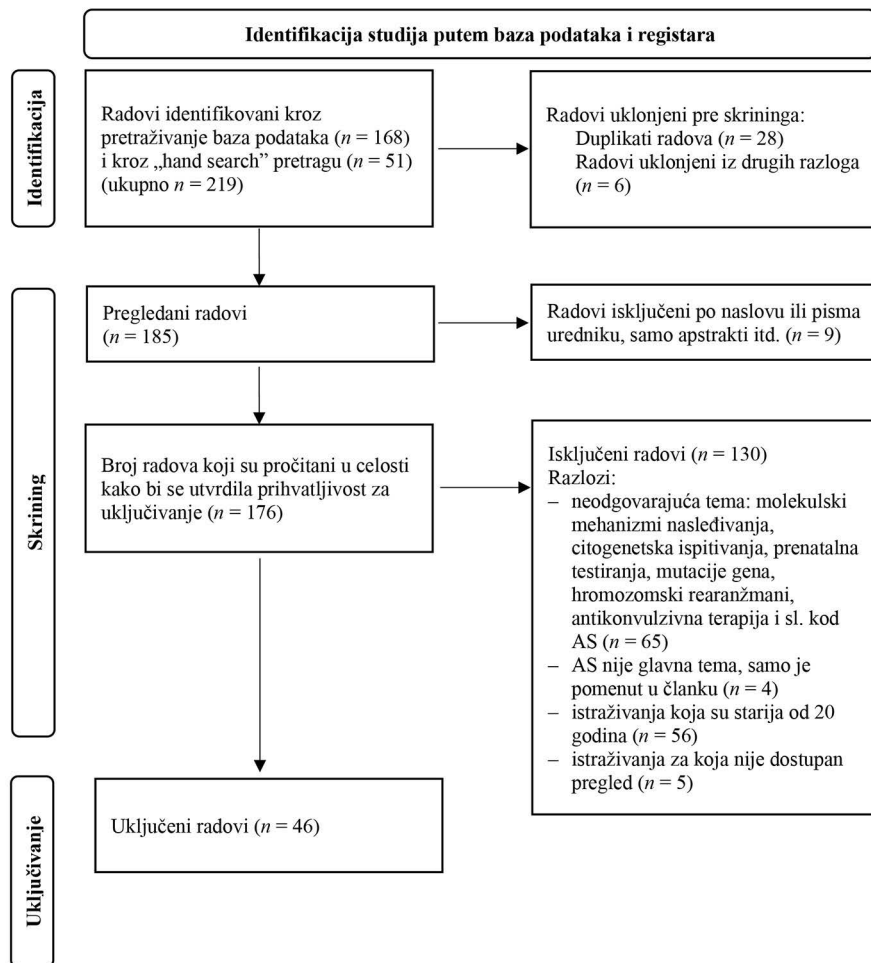 Identifikacija studija putem baza podataka i registara
Identifikacija
Radovi identifikovani kroz
pretraživanje baza podataka (n = 168)
i kroz „hand search” pretragu (n = 51)
(ukupno n = 219)
Radovi uklonjeni pre skrininga:
Duplikati radova (n = 28)
Radovi uklonjeni iz drugih razloga
(n = 6)
Skrining
Pregledani radovi
(n = 185)
Radovi isključeni po naslovu ili pisma
uredniku, samo apstrakti itd. (n = 9)
Broj radova koji su pročitani u celosti
kako bi se utvrdila prihvatljivost za
uključivanje (n = 176)
Isključeni radovi (n = 130)
Razlozi:
– neodgovarajuća tema: molekulski
mehanizmi nasleđivanja,
citogenetska ispitivanja, prenatalna
testiranja, mutacije gena,
hromozomski rearanžmani,
antikonvulzivna terapija i sl. kod
AS (n = 65)
– AS nije glavna tema, samo je
pomenut u članku (n = 4)
– istraživanja koja su starija od 20
godina (n = 56)
– istraživanja za koja nije dostupan
pregled (n = 5)
Uključivanje
Uključeni radovi (n = 46)